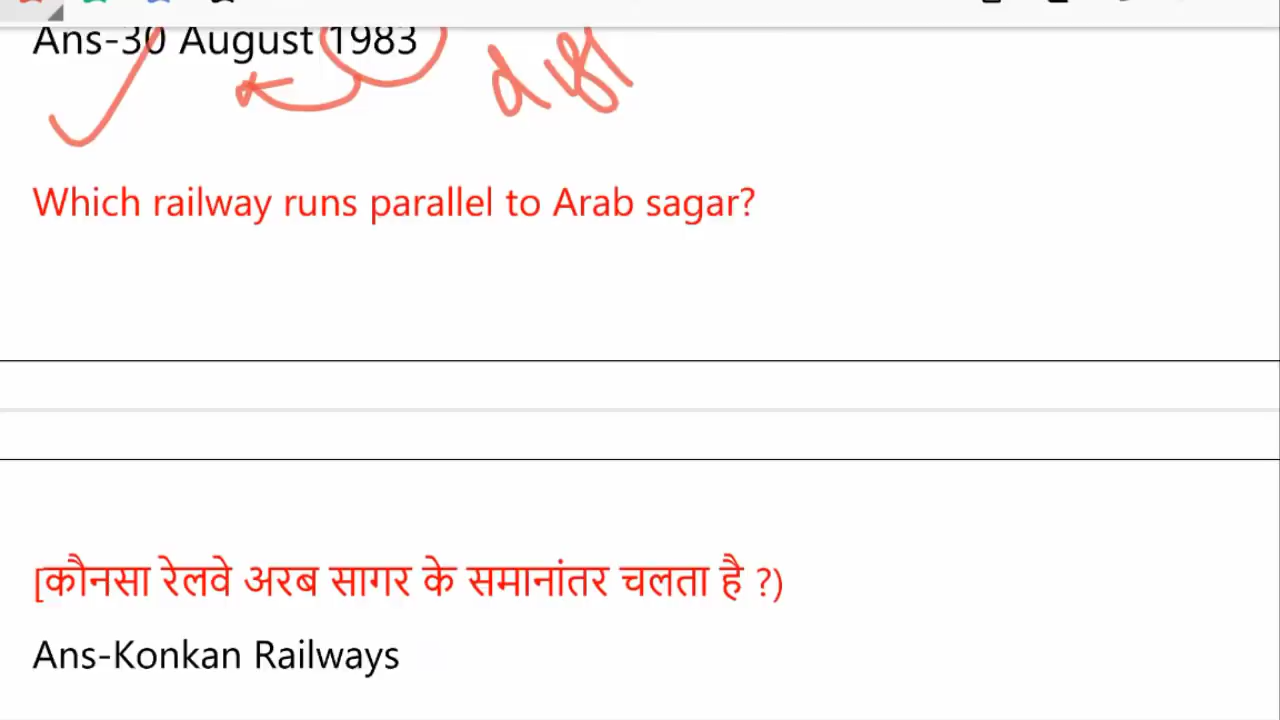 Ans-30 August 1983
Which railway runs parallel to Arab sagar?
[कौनसा रेलवे अरब सागर के समानांतर चलता है ?)
Ans-Konkan Railways